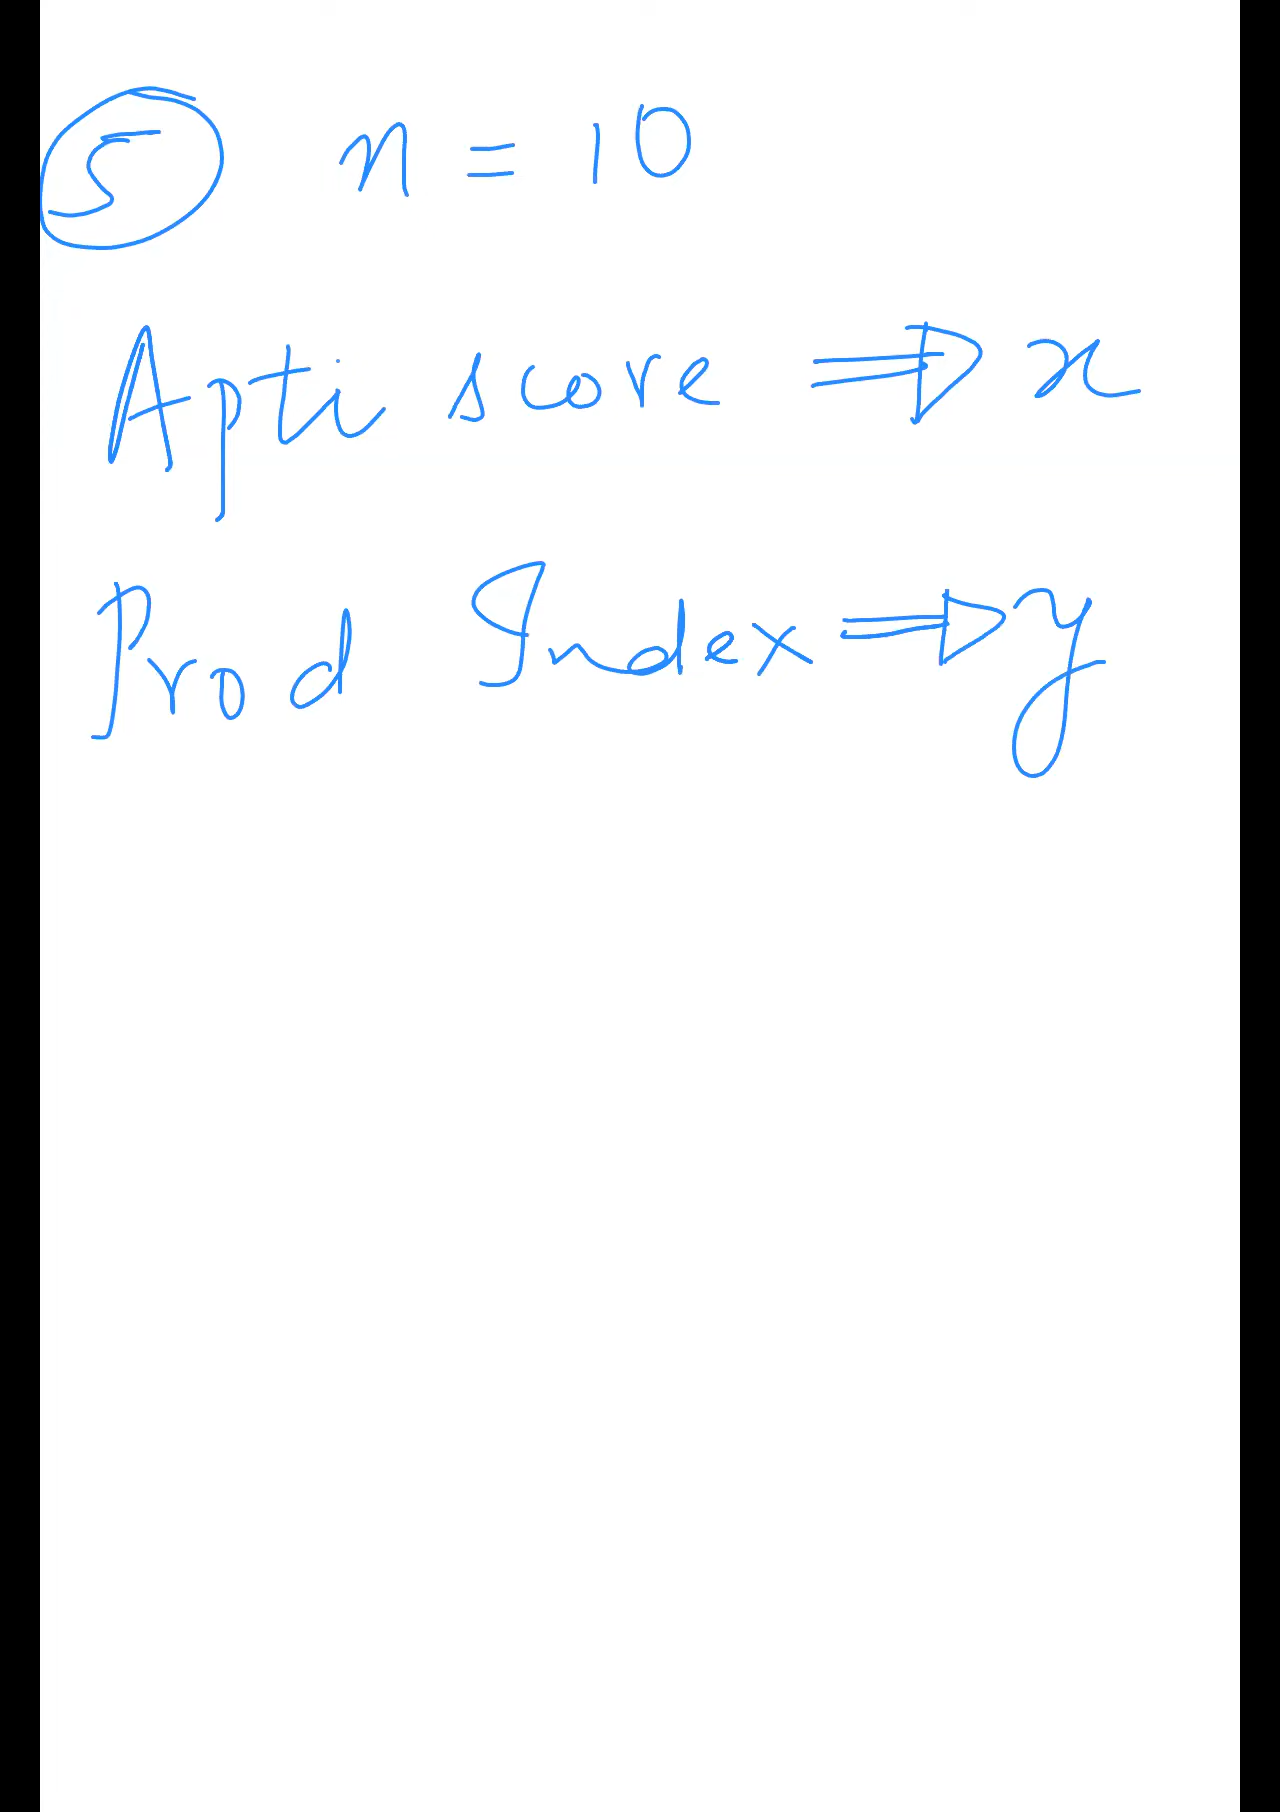 5 n = 10
Apti score ⇒ x
Prod Index ⇒ y